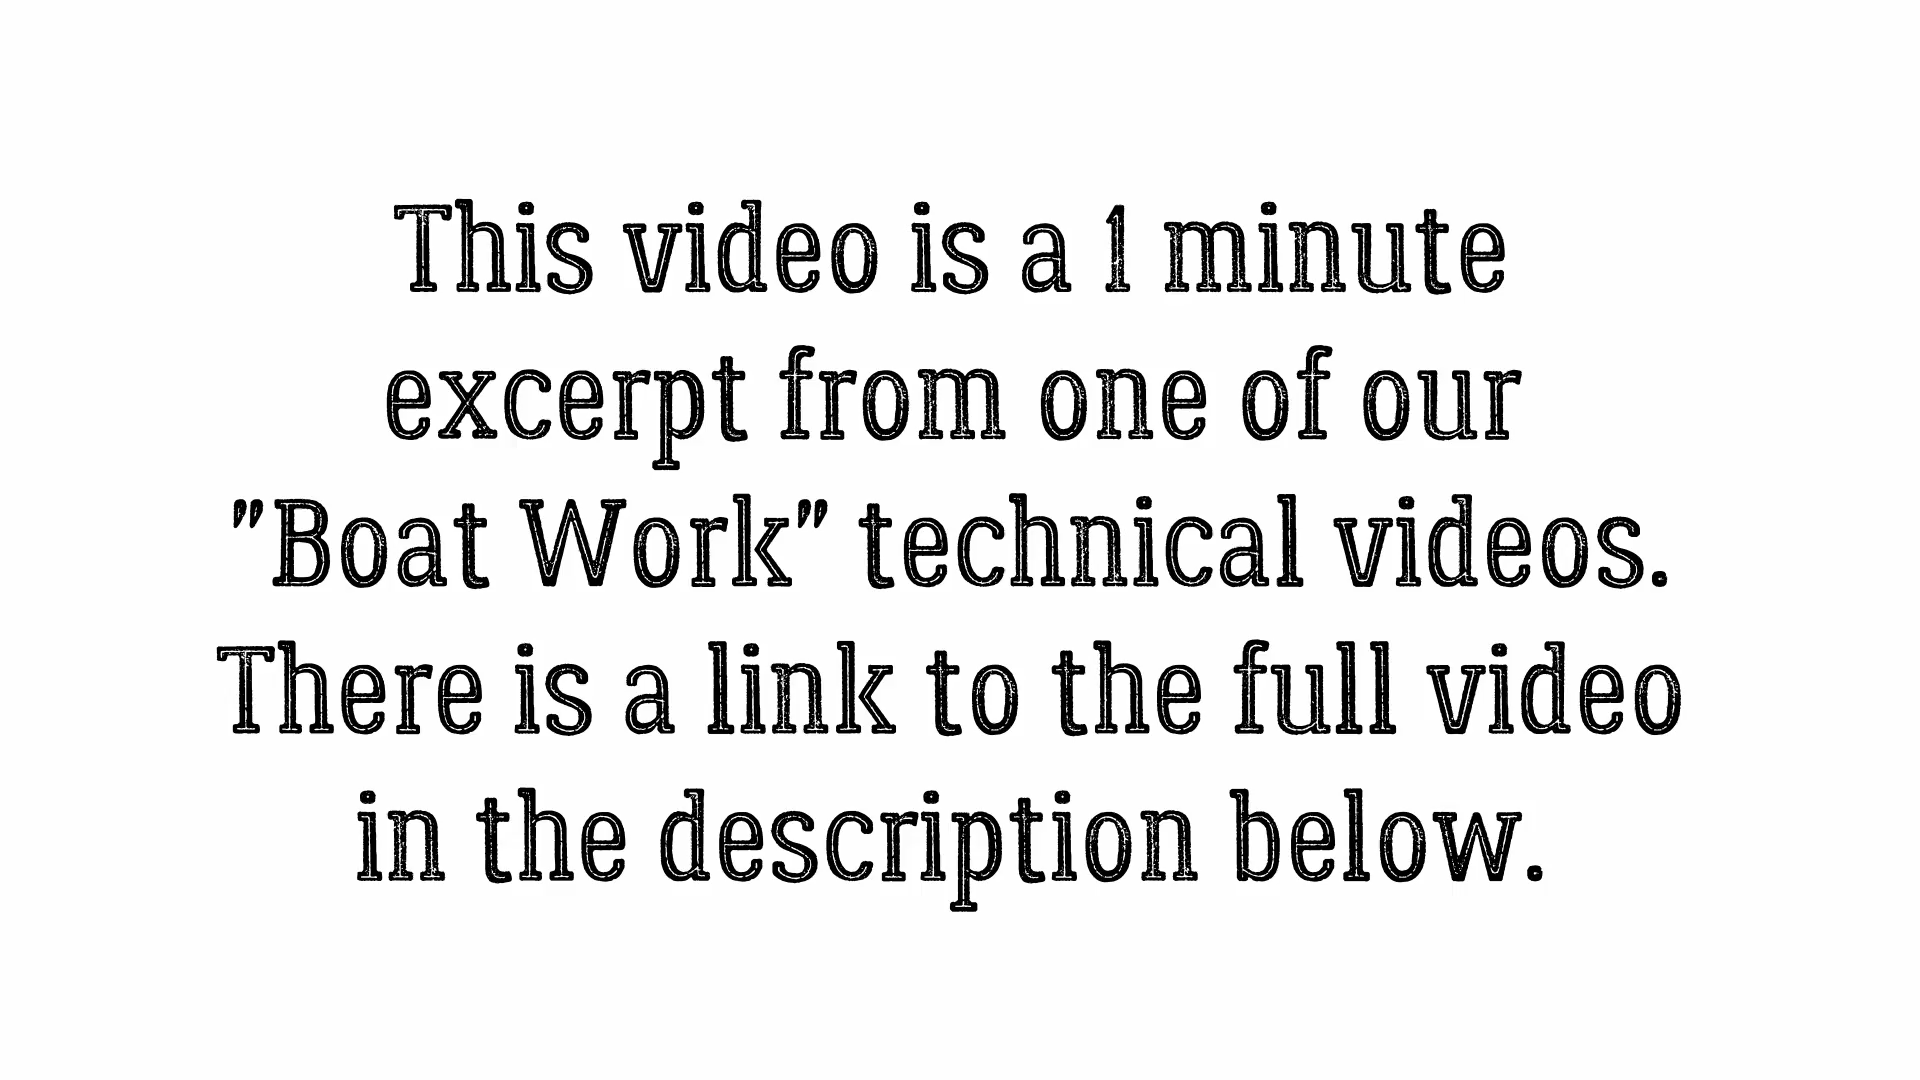 This video is a 1 minute
excerpt from one of our
"Boat Work" technical videos.
There is a link to the full video
in the description below.